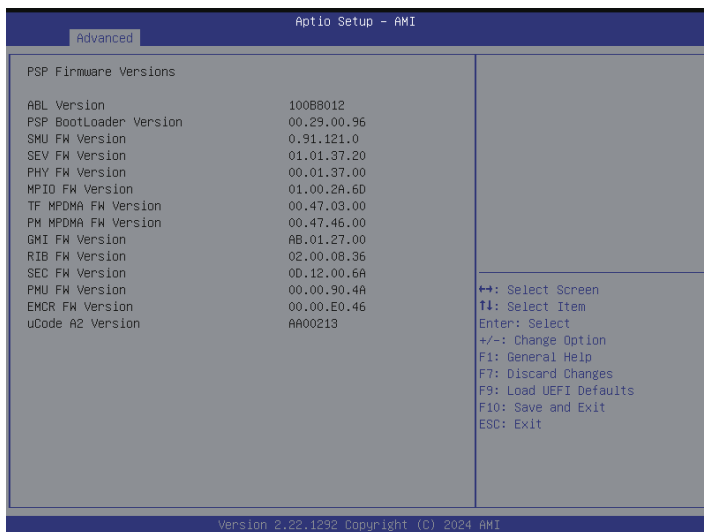 Aptio Setup - AMI
Advanced
PSP Firmware Versions
ABL Version 100B8012
PSP BootLoader Version 00.29.00.96
SMU FW Version 0.91.121.0
SEV FW Version 01.01.37.20
PHY FW Version 00.01.37.00
MPIO FW Version 01.00.2A.6D
TF MPDMA FW Version 00.47.03.00
PM MPDMA FW Version 00.47.46.00
GMI FW Version AB.01.27.00
RIB FW Version 02.00.08.36
SEC FW Version 0D.12.00.6A
PMU FW Version 00.00.90.4A
EMCR FW Version 00.00.E0.46
uCode A2 Version AA00213
↔: Select Screen
↑↓: Select Item
Enter: Select
+/-: Change Option
F1: General Help
F7: Discard Changes
F9: Load UEFI Defaults
F10: Save and Exit
ESC: Exit
Version 2.22.1292 Copyright (C) 2024 AMI